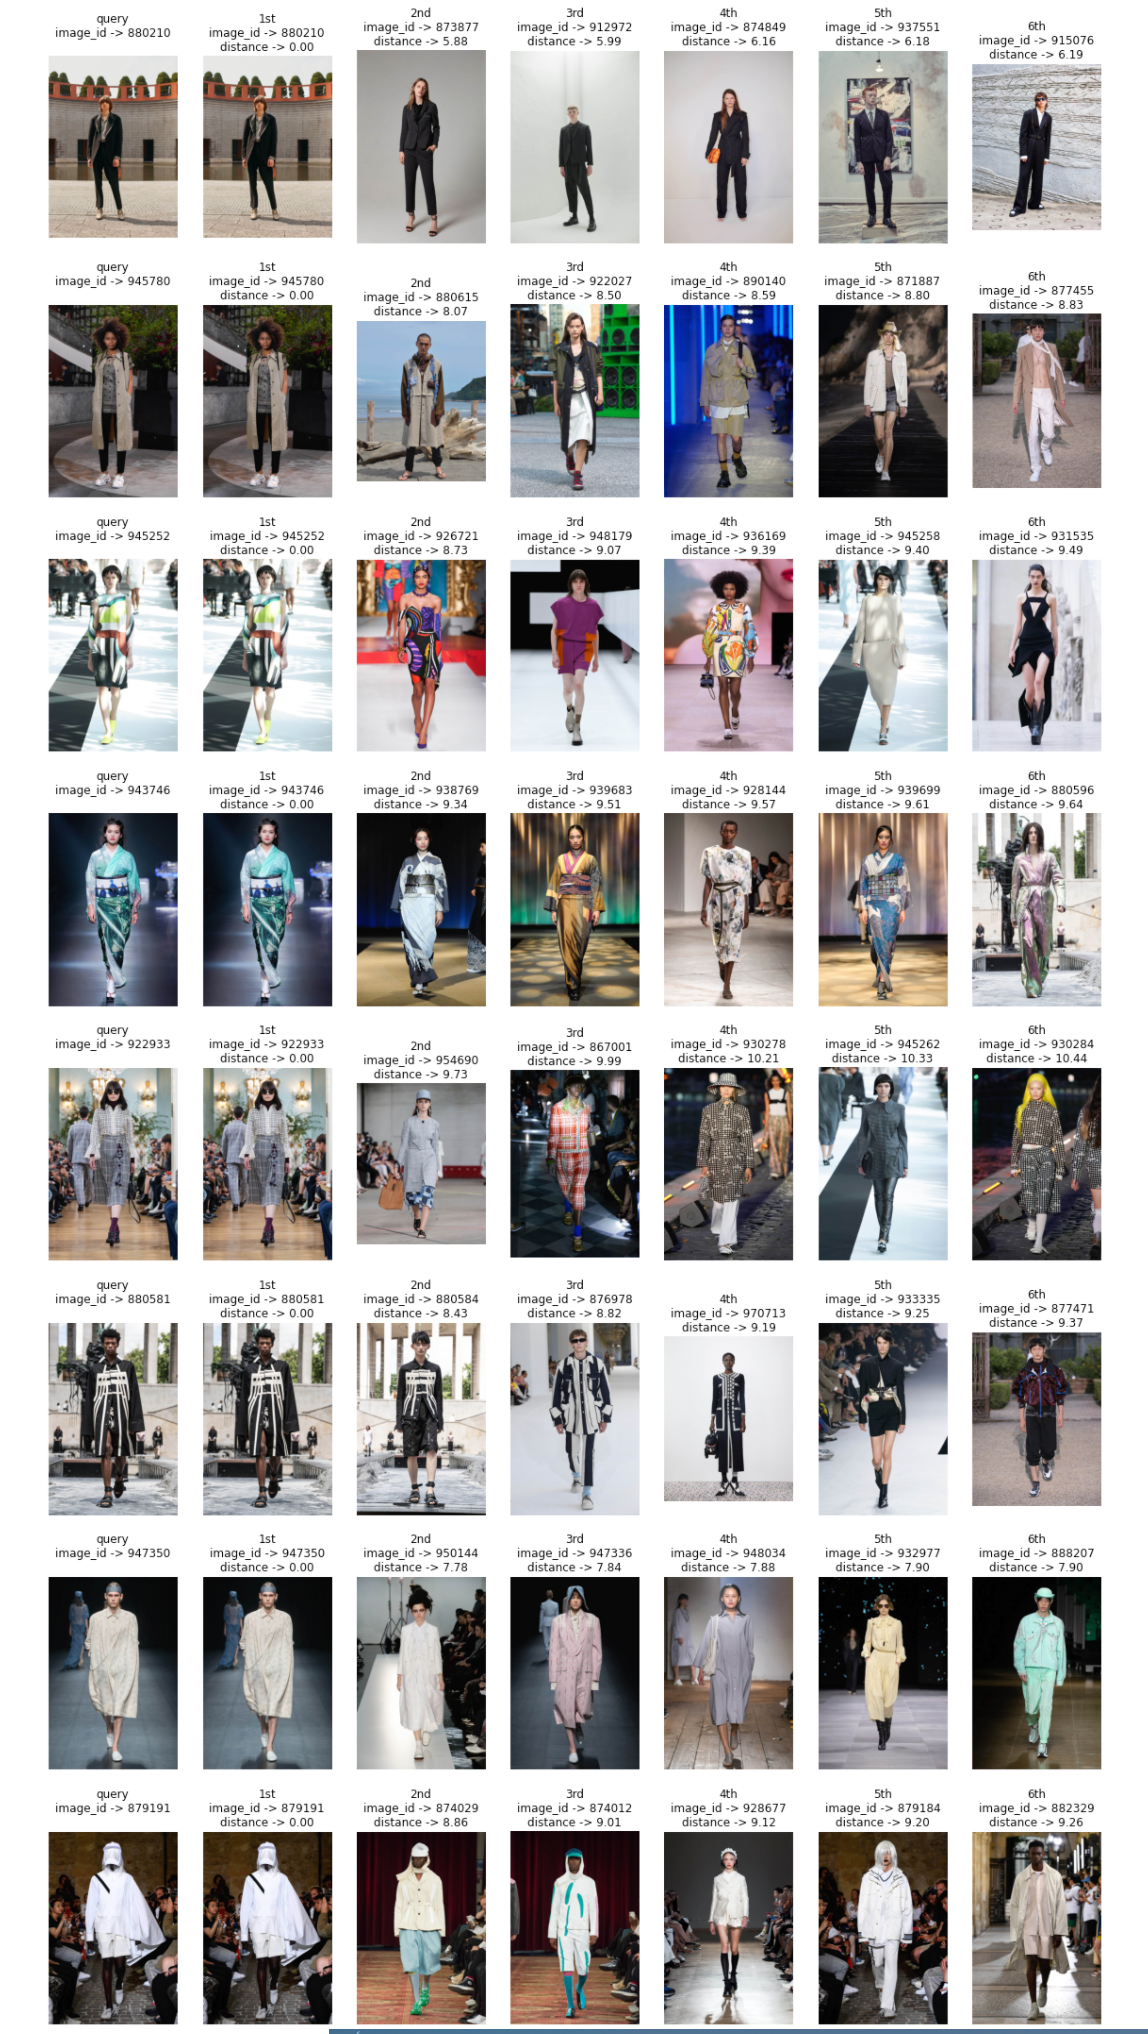 query
image_id -> 880210
1st
image_id -> 880210
distance -> 0.00
2nd
image_id -> 873877
distance -> 5.88
3rd
image_id -> 912972
distance -> 5.99
4th
image_id -> 874849
distance -> 6.16
5th
image_id -> 937551
distance -> 6.18
6th
image_id -> 915076
distance -> 6.19
query
image_id -> 945780
1st
image_id -> 945780
distance -> 0.00
2nd
image_id -> 880615
distance -> 8.07
3rd
image_id -> 922027
distance -> 8.50
4th
image_id -> 890140
distance -> 8.59
5th
image_id -> 871887
distance -> 8.80
6th
image_id -> 877455
distance -> 8.83
query
image_id -> 945252
1st
image_id -> 945252
distance -> 0.00
2nd
image_id -> 926721
distance -> 8.73
3rd
image_id -> 948179
distance -> 9.07
4th
image_id -> 936169
distance -> 9.39
5th
image_id -> 945258
distance -> 9.40
6th
image_id -> 931535
distance -> 9.49
query
image_id -> 943746
1st
image_id -> 943746
distance -> 0.00
2nd
image_id -> 938769
distance -> 9.34
3rd
image_id -> 939683
distance -> 9.51
4th
image_id -> 928144
distance -> 9.57
5th
image_id -> 939699
distance -> 9.61
6th
image_id -> 880596
distance -> 9.64
query
image_id -> 922933
1st
image_id -> 922933
distance -> 0.00
2nd
image_id -> 954690
distance -> 9.73
3rd
image_id -> 867001
distance -> 9.99
4th
image_id -> 930278
distance -> 10.21
5th
image_id -> 945262
distance -> 10.33
6th
image_id -> 930284
distance -> 10.44
query
image_id -> 880581
1st
image_id -> 880581
distance -> 0.00
2nd
image_id -> 880584
distance -> 8.43
3rd
image_id -> 876978
distance -> 8.82
4th
image_id -> 970713
distance -> 9.19
5th
image_id -> 933335
distance -> 9.25
6th
image_id -> 877471
distance -> 9.37
query
image_id -> 947350
1st
image_id -> 947350
distance -> 0.00
2nd
image_id -> 950144
distance -> 7.78
3rd
image_id -> 947336
distance -> 7.84
4th
image_id -> 948034
distance -> 7.88
5th
image_id -> 932977
distance -> 7.90
6th
image_id -> 888207
distance -> 7.90
query
image_id -> 879191
1st
image_id -> 879191
distance -> 0.00
2nd
image_id -> 874029
distance -> 8.86
3rd
image_id -> 874012
distance -> 9.01
4th
image_id -> 928677
distance -> 9.12
5th
image_id -> 879184
distance -> 9.20
6th
image_id -> 882329
distance -> 9.26